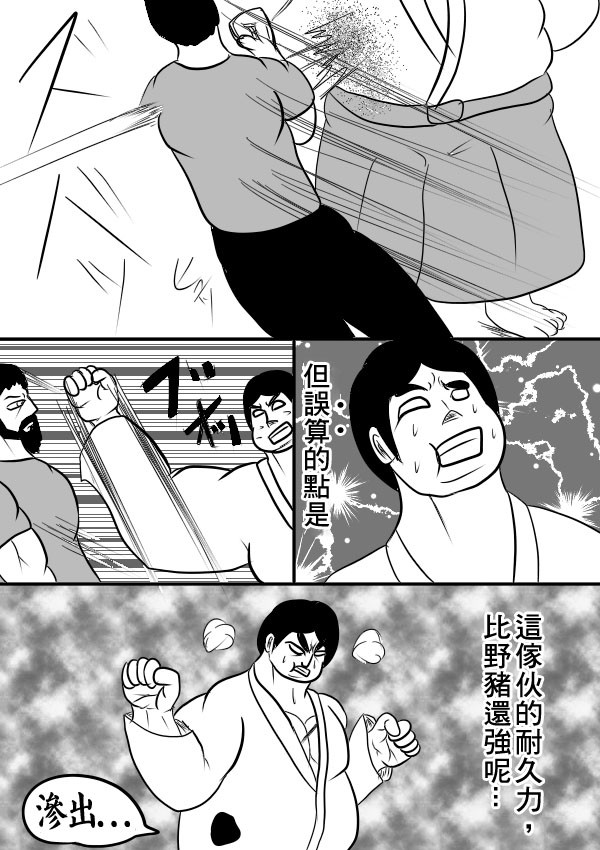 但誤算的點是
ブォッ
這傢伙的耐久力，
比野豬還強呢…
滲出...